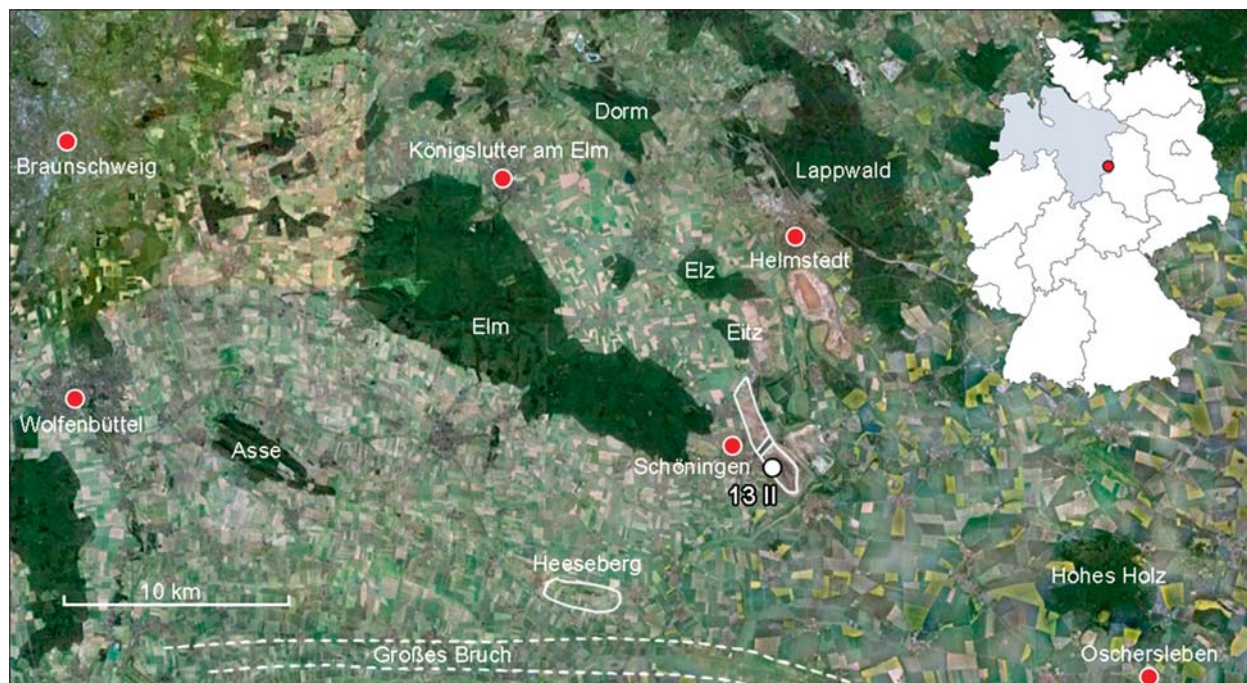 Dorm
Braunschweig
Königslutter am Elm
Lappwald
Helmstedt
Elz
Elm
Eitz
Wolfenbüttel
Asse
Schöningen
13 II
Heeseberg
Hohes Holz
10 km
Großes Bruch
Öschersleben